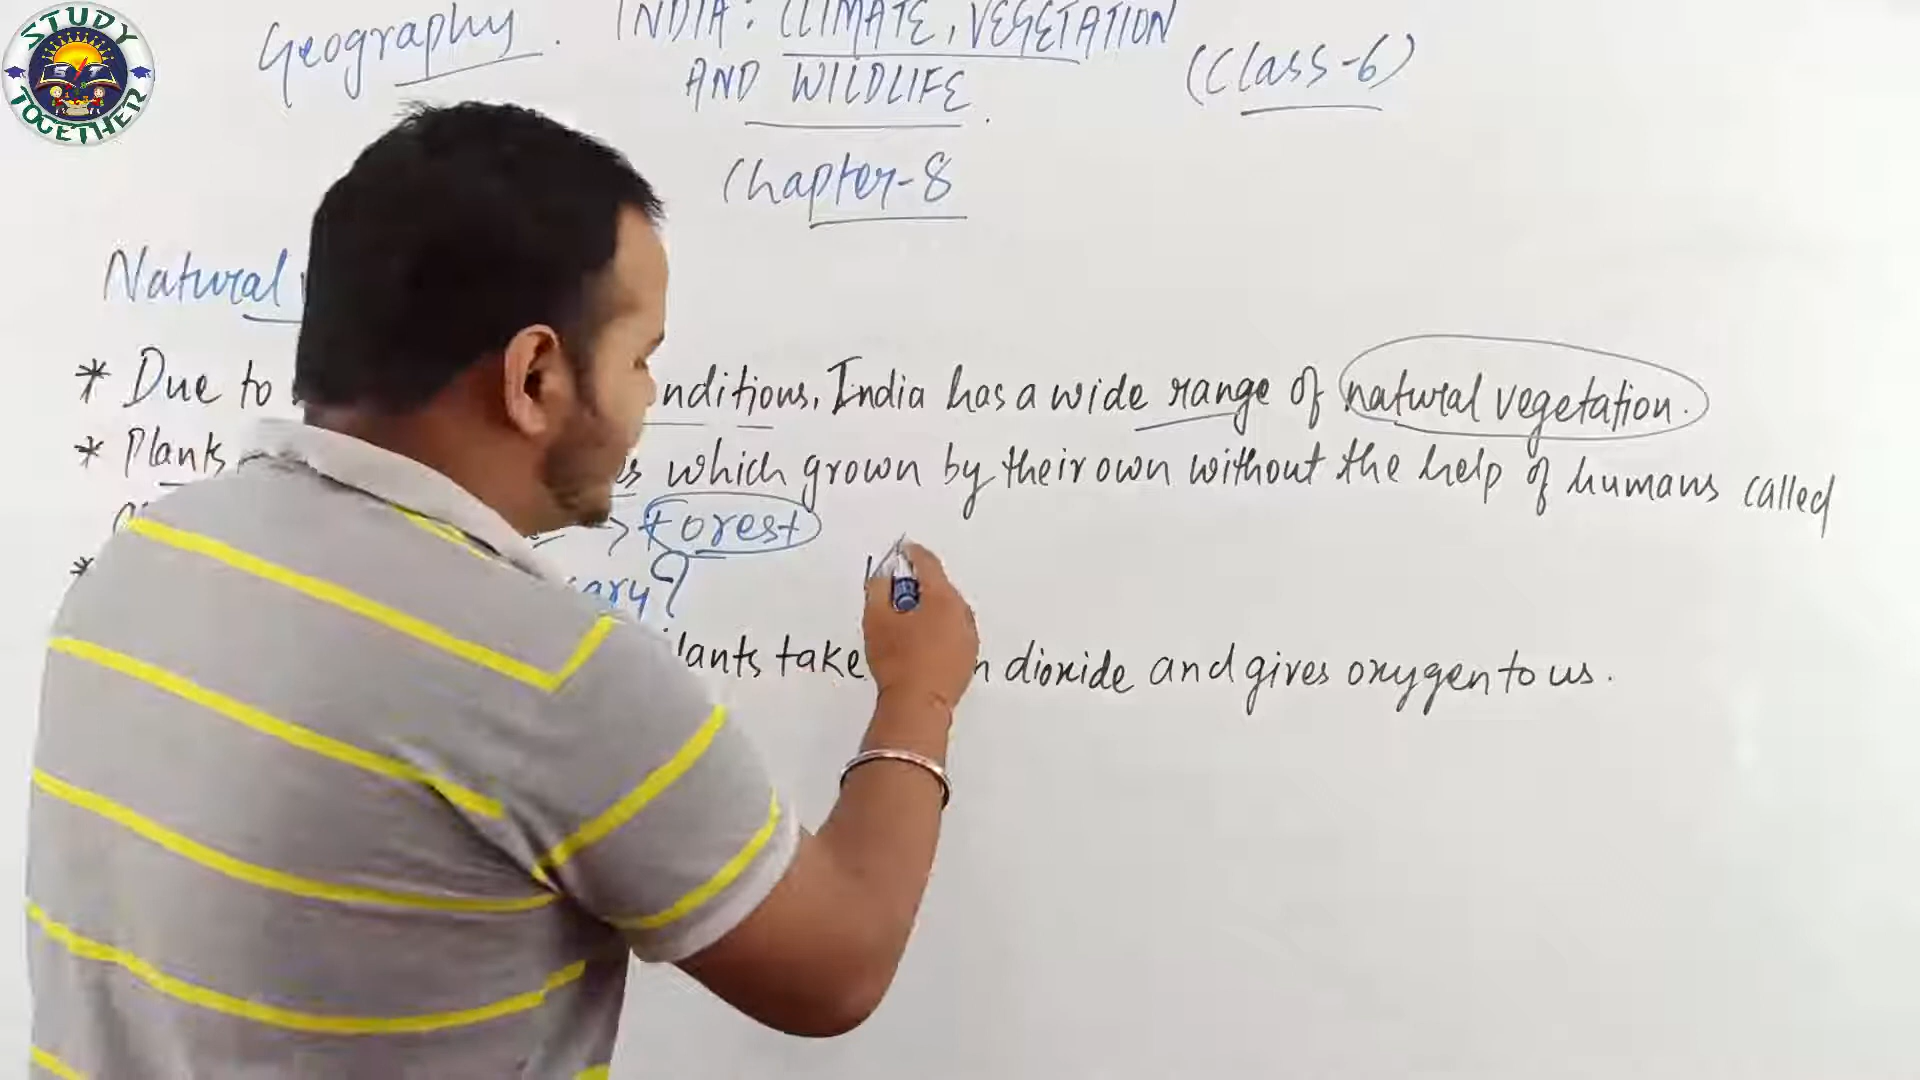 STUDY
ST
TOGETHER
Geography. INDIA: CLIMATE, VEGETATION
AND WILDLIFE. (Class-6)
Chapter-8
Natural
* Due to nditions, India has a wide range of natural vegetation.
* Plants which grown by their own without the help of humans called
→ Forest
*
lants take dioxide and gives oxygen to us.